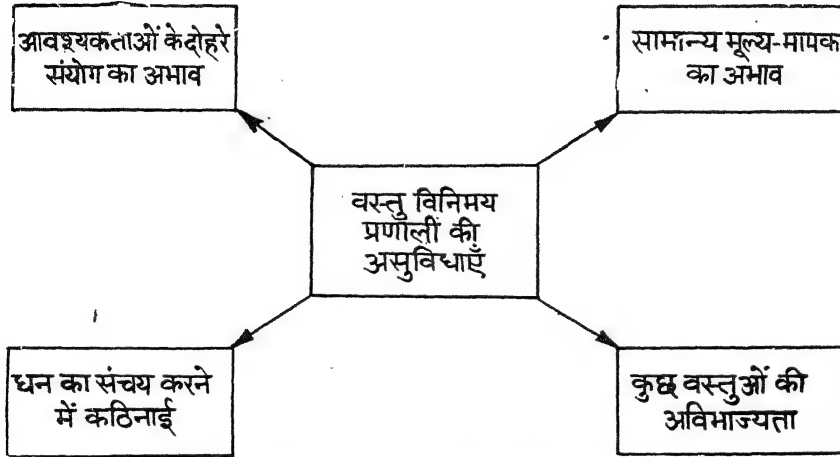 आवश्यकताओं के दोहरे
संयोग का अभाव
सामान्य मूल्य-मापक
का अभाव
वस्तु विनिमय
प्रणाली की
असुविधाएँ
धन का संचय करने
में कठिनाई
कुछ वस्तुओं की
अविभाज्यता